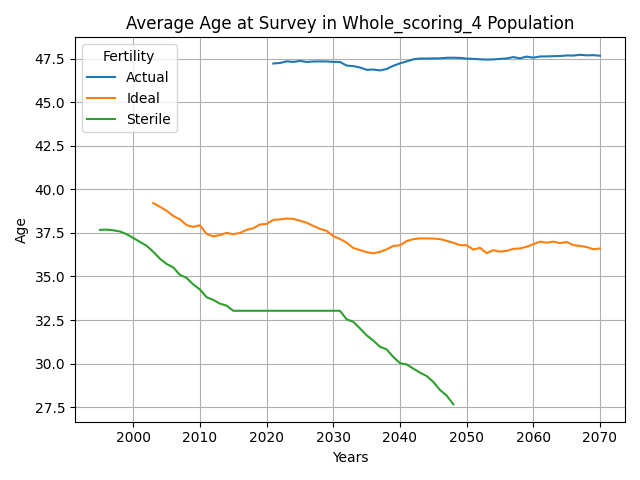 Average Age at Survey in Whole_scoring_4 Population
Fertility
Actual
Ideal
Sterile
Age
47.5
45.0
42.5
40.0
37.5
35.0
32.5
30.0
27.5
2000 2010 2020 2030 2040 2050 2060 2070
Years